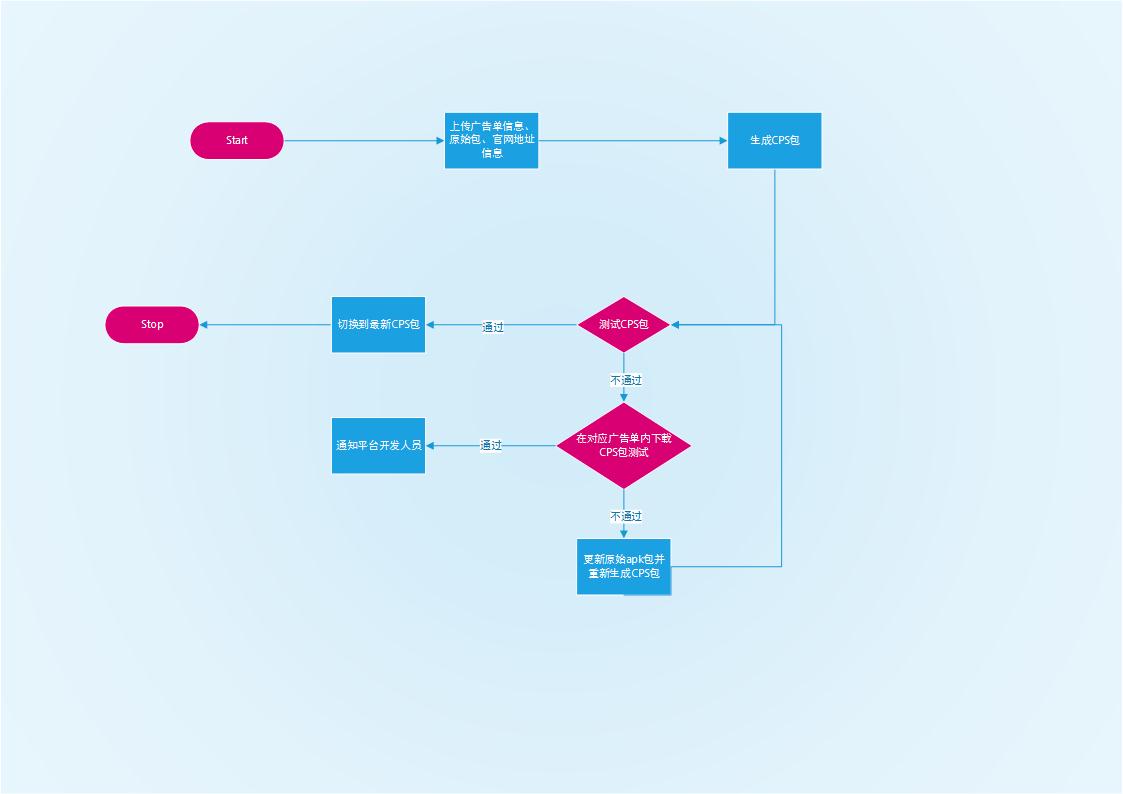 Start
上传广告单信息、
原始包、官网地址
信息
生成CPS包
Stop
切换到最新CPS包
通过
测试CPS包
不通过
通知平台开发人员
通过
在对应广告单内下载
CPS包测试
不通过
更新原始apk包并
重新生成CPS包